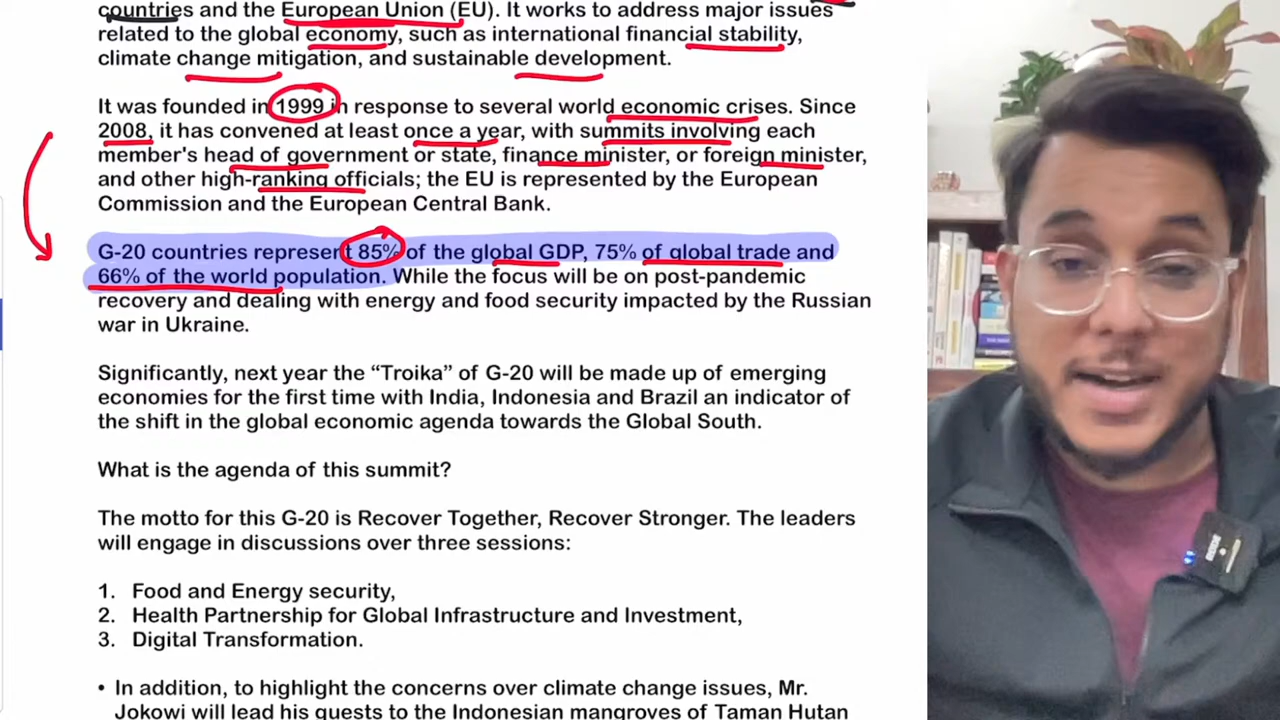 countries and the European Union (EU). It works to address major issues
related to the global economy, such as international financial stability,
climate change mitigation, and sustainable development.
It was founded in 1999 in response to several world economic crises. Since
2008, it has convened at least once a year, with summits involving each
member's head of government or state, finance minister, or foreign minister,
and other high-ranking officials; the EU is represented by the European
Commission and the European Central Bank.
G-20 countries represent 85% of the global GDP, 75% of global trade and
66% of the world population. While the focus will be on post-pandemic
recovery and dealing with energy and food security impacted by the Russian
war in Ukraine.
Significantly, next year the “Troika” of G-20 will be made up of emerging
economies for the first time with India, Indonesia and Brazil an indicator of
the shift in the global economic agenda towards the Global South.
What is the agenda of this summit?
The motto for this G-20 is Recover Together, Recover Stronger. The leaders
will engage in discussions over three sessions:
1. Food and Energy security,
2. Health Partnership for Global Infrastructure and Investment,
3. Digital Transformation.
• In addition, to highlight the concerns over climate change issues, Mr.
Jokowi will lead his guests to the Indonesian mangroves of Taman Hutan